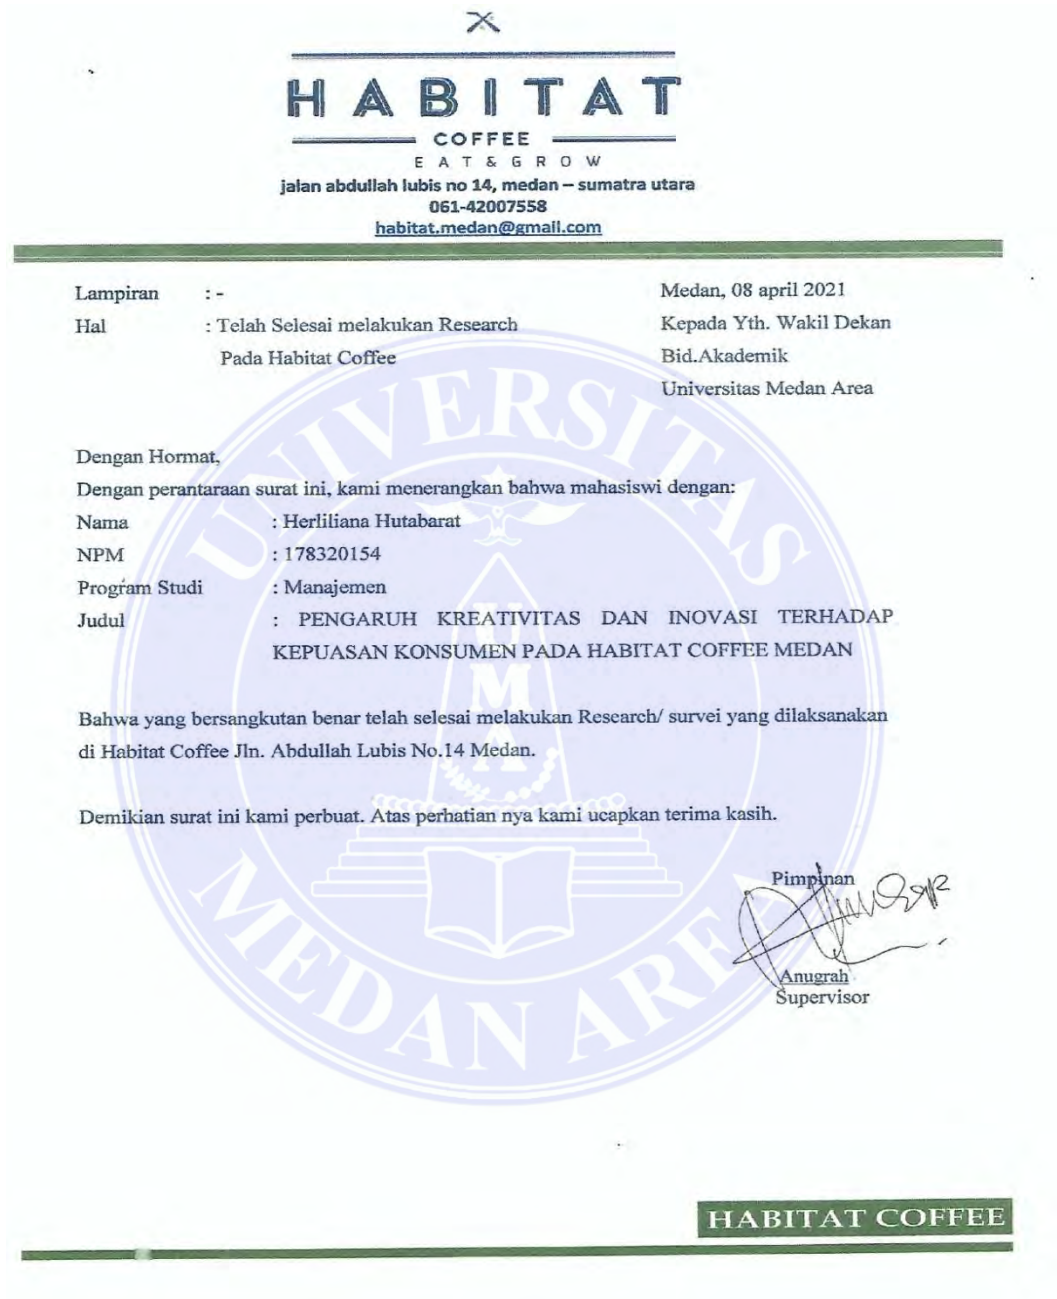 HABITAT
COFFEE
EAT & GROW
jalan abdullah lubis no 14, medan – sumatra utara
061-42007558
habitat.medan@gmail.com
Lampiran : -
Hal : Telah Selesai melakukan Research
Pada Habitat Coffee
Medan, 08 april 2021
Kepada Yth. Wakil Dekan
Bid.Akademik
Universitas Medan Area
Dengan Hormat,
Dengan perantaraan surat ini, kami menerangkan bahwa mahasiswi dengan:
Nama : Herliliana Hutabarat
NPM : 178320154
Program Studi : Manajemen
Judul : PENGARUH KREATIVITAS DAN INOVASI TERHADAP
KEPUASAN KONSUMEN PADA HABITAT COFFEE MEDAN
Bahwa yang bersangkutan benar telah selesai melakukan Research/ survei yang dilaksanakan
di Habitat Coffee Jln. Abdullah Lubis No.14 Medan.
Demikian surat ini kami perbuat. Atas perhatian nya kami ucapkan terima kasih.
Pimpinan
Anugrah
Supervisor
UNIVERSITAS
UMA
MEDAN AREA
HABITAT COFFEE